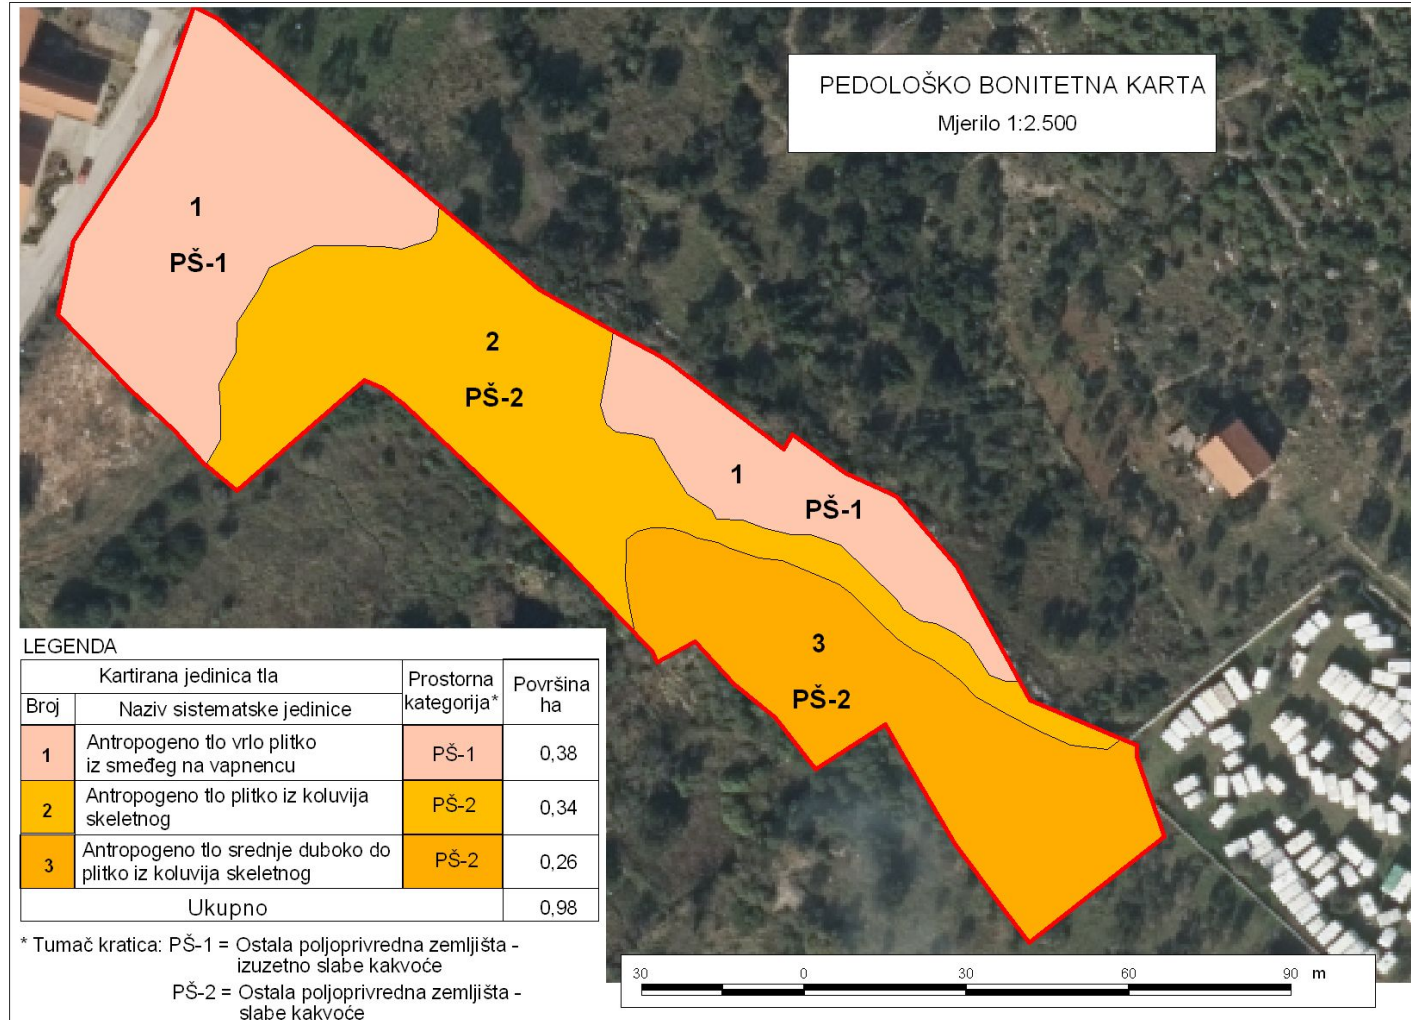 PEDOLOŠKO BONITETNA KARTA
Mjerilo 1:2.500
1
PŠ-1
2
PŠ-2
1
PŠ-1
3
PŠ-2
LEGENDA
Kartirana jedinica tla
Prostorna kategorija*
Površina ha
Broj
Naziv sistematske jedinice
1
Antropogeno tlo vrlo plitko
iz smeđeg na vapnencu
PŠ-1
0,38
2
Antropogeno tlo plitko iz koluvija
skeletnog
PŠ-2
0,34
3
Antropogeno tlo srednje duboko do
plitko iz koluvija skeletnog
PŠ-2
0,26
Ukupno
0,98
* Tumač kratica: PŠ-1 = Ostala poljoprivredna zemljišta -
izuzetno slabe kakvoće
PŠ-2 = Ostala poljoprivredna zemljišta -
slabe kakvoće
30 0 30 60 90 m